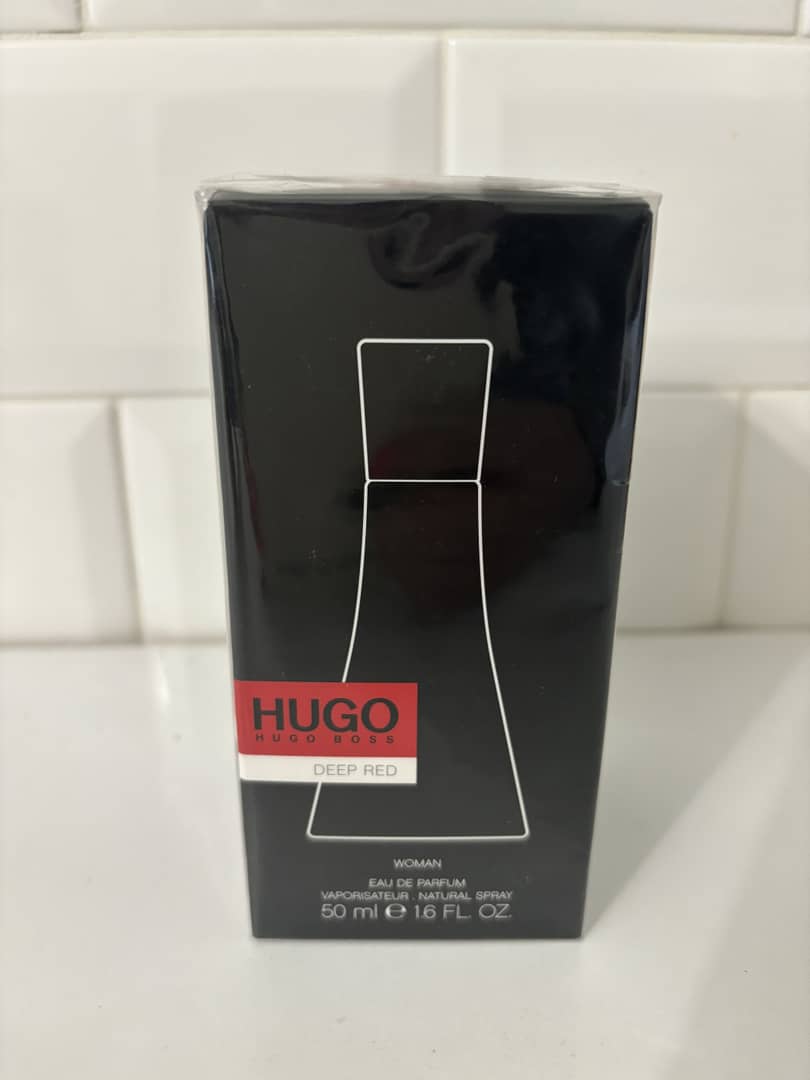 HUGO
HUGO BOSS
DEEP RED
WOMAN
EAU DE PARFUM
VAPORISATEUR . NATURAL SPRAY
50 ml ℮ 1.6 FL. OZ.